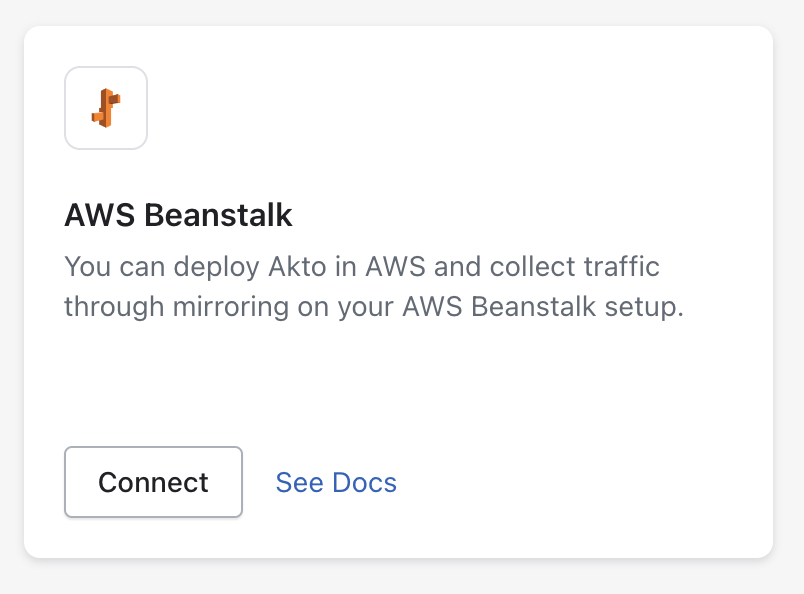 AWS Beanstalk
You can deploy Akto in AWS and collect traffic
through mirroring on your AWS Beanstalk setup.
Connect
See Docs